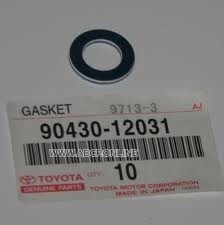 GASKET 9713-3 AJ
90430-12031
TOYOTA
GENUINE PARTS
QTY:
10
TOYOTA MOTOR CORPORATION
MADE IN JAPAN